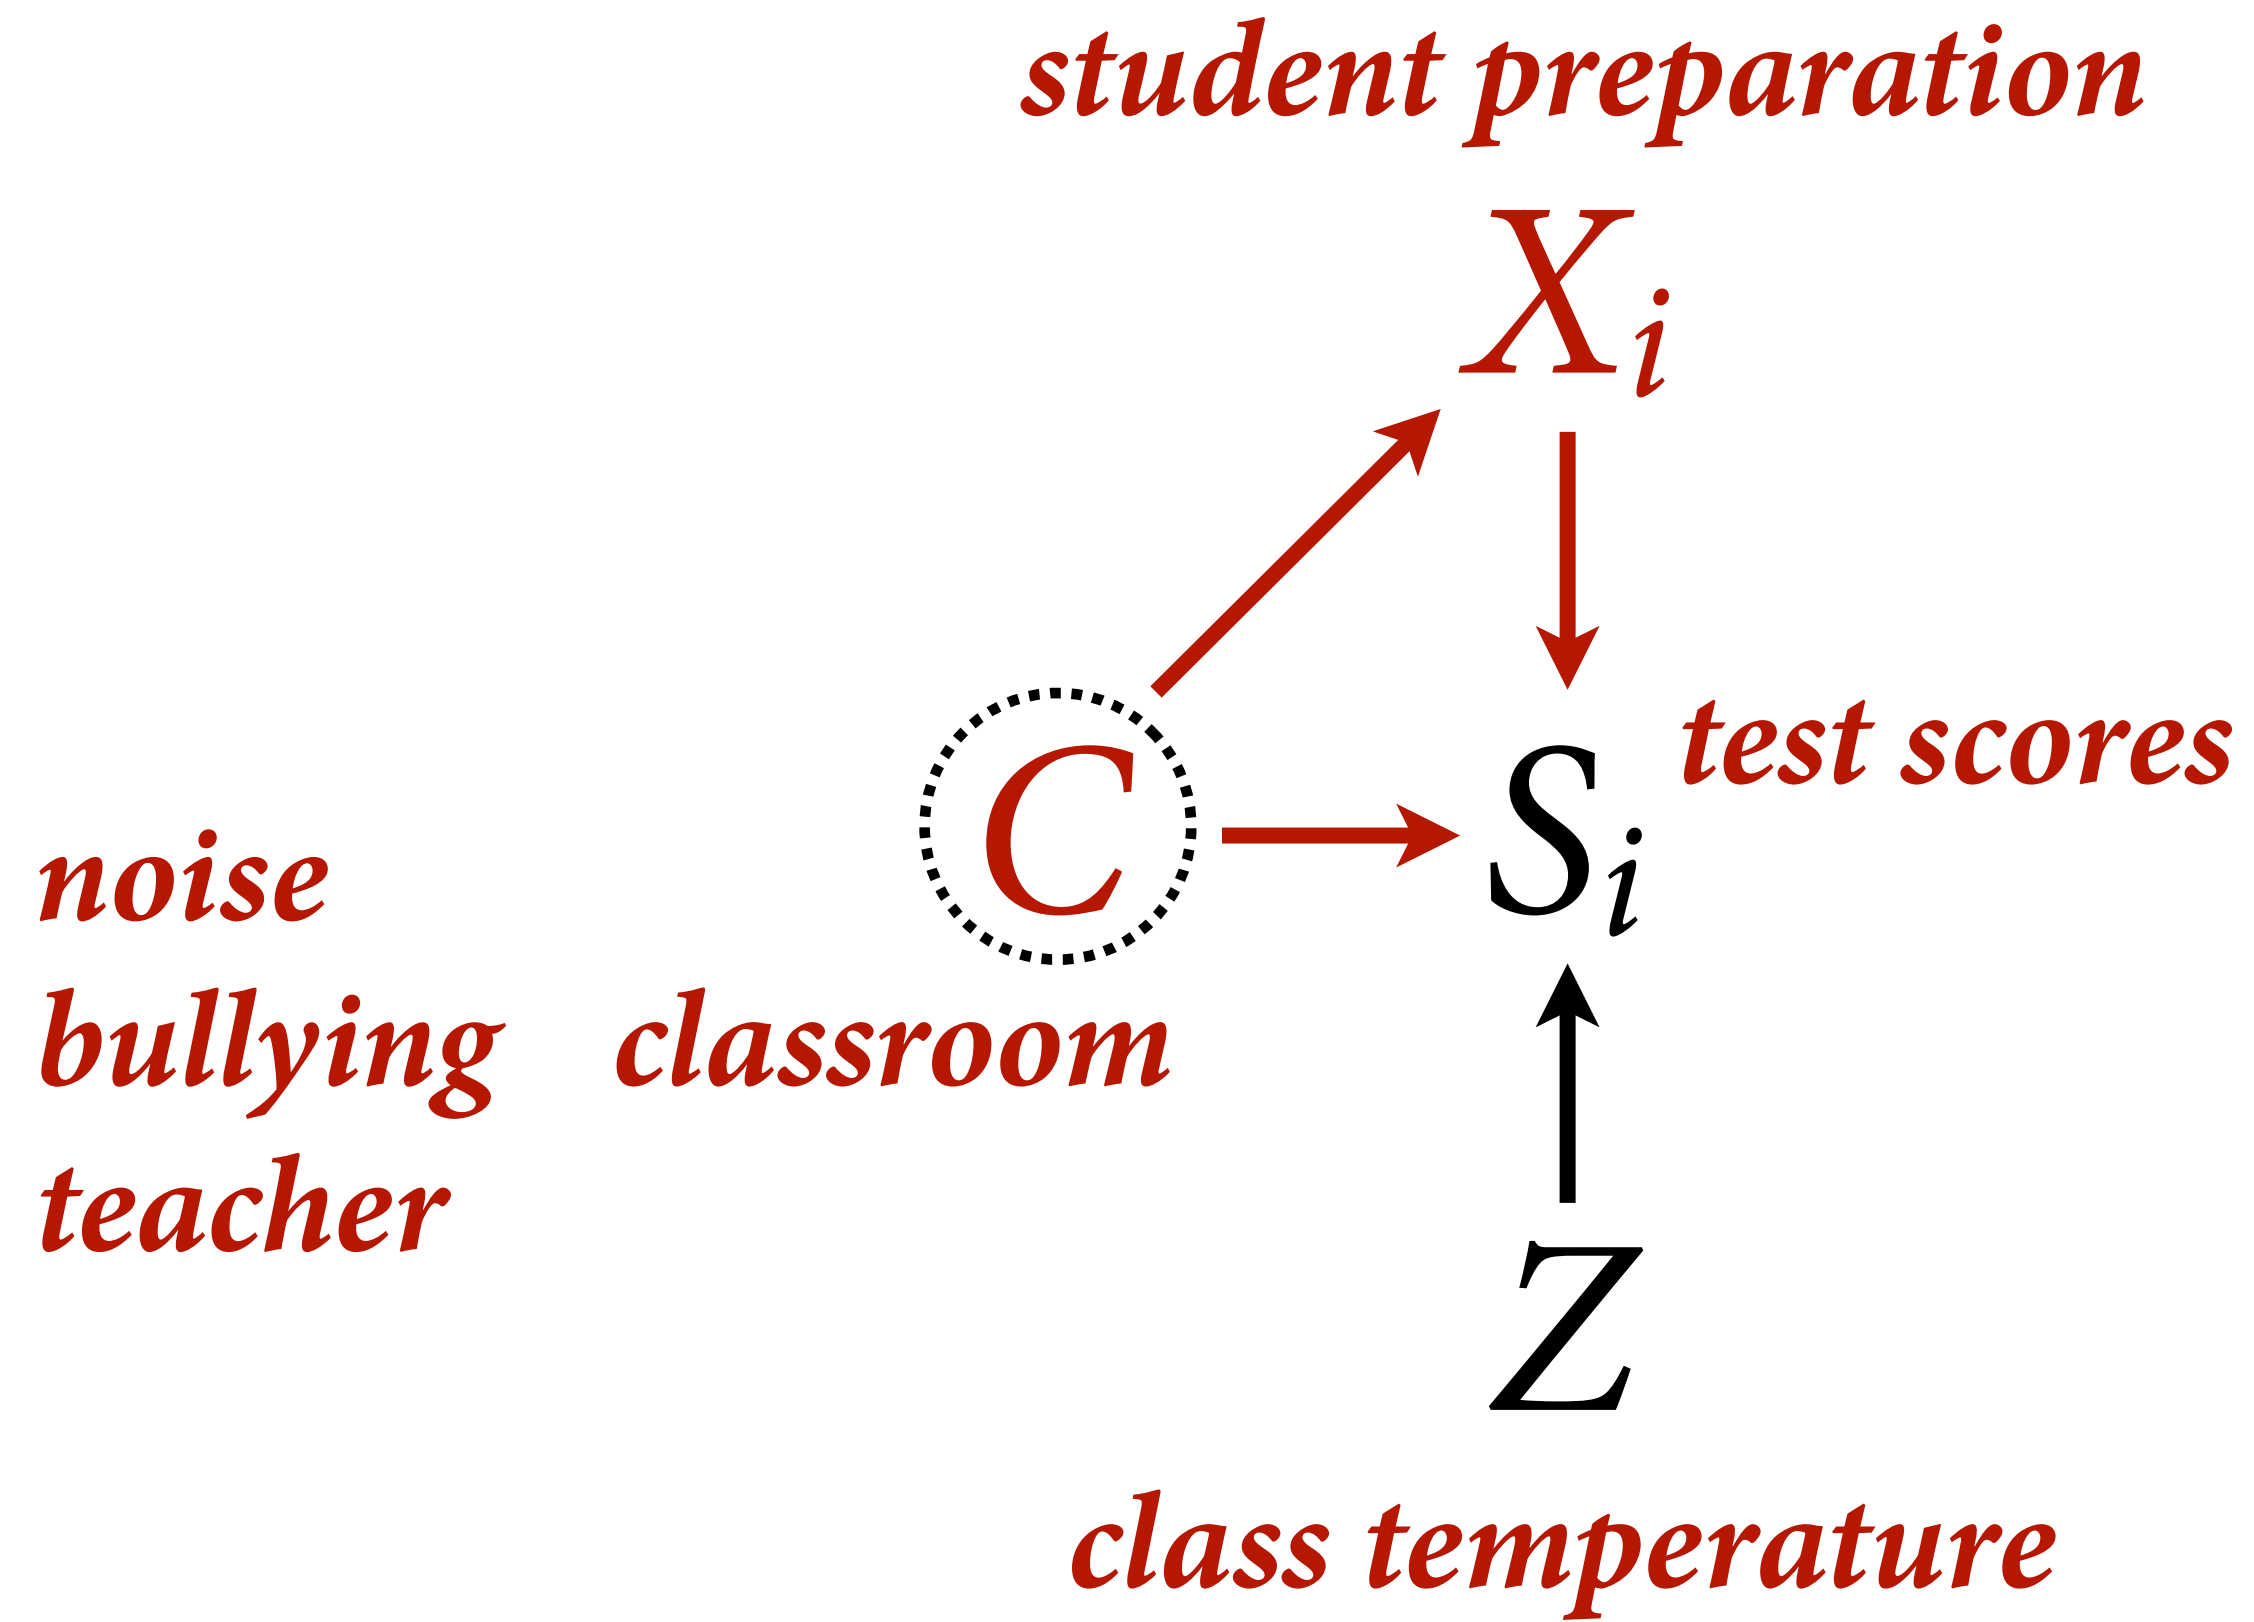 student preparation
Xi
test scores
C
Si
noise
bullying
classroom
teacher
Z
class temperature